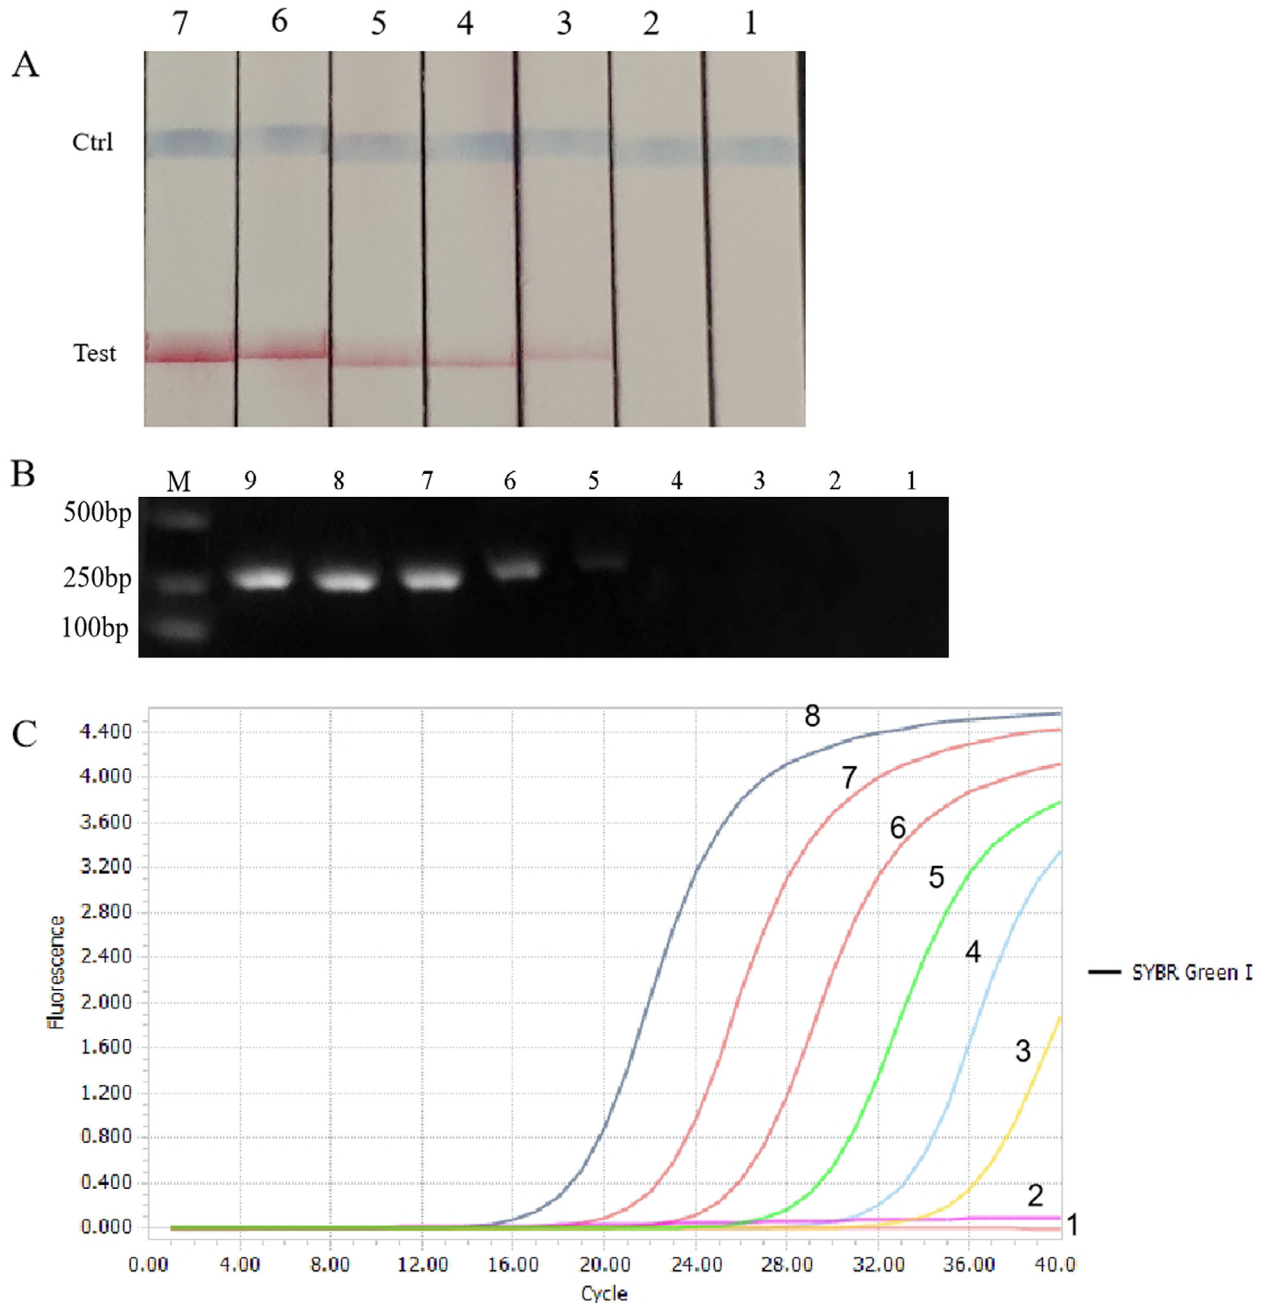 7 6 5 4 3 2 1
A
Ctrl
Test
B
M 9 8 7 6 5 4 3 2 1
500bp
250bp
100bp
C
4.400
4.000
3.600
3.200
2.800
2.400
2.000
1.600
1.200
0.800
0.400
0.000
Fluorescence
8
7
6
5
4
3
2
1
SYBR Green I
0.00 4.00 8.00 12.00 16.00 20.00 24.00 28.00 32.00 36.00 40.0
Cycle